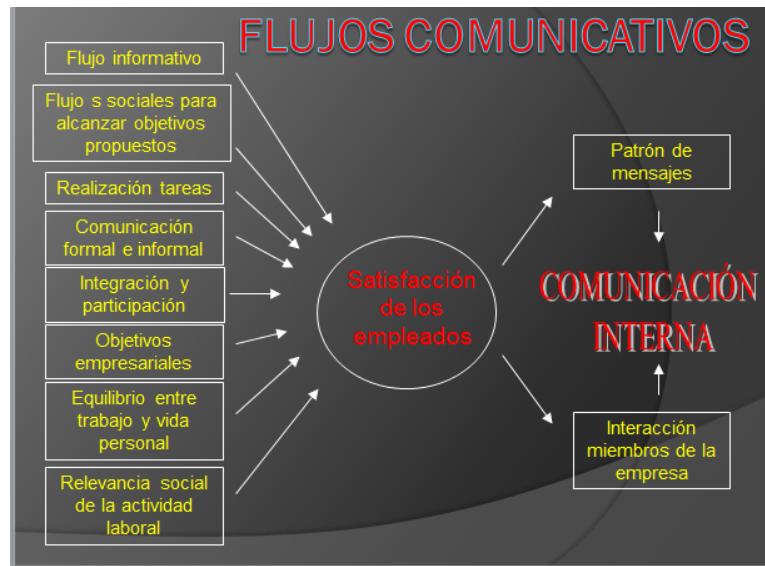 FLUJOS COMUNICATIVOS
Flujo informativo
Flujo s sociales para
alcanzar objetivos
propuestos
Realización tareas
Comunicación
formal e informal
Integración y
participación
Objetivos
empresariales
Equilibrio entre
trabajo y vida
personal
Relevancia social
de la actividad
laboral
Satisfacción
de los
empleados
Patrón de
mensajes
COMUNICACIÓN
INTERNA
Interacción
miembros de la
empresa